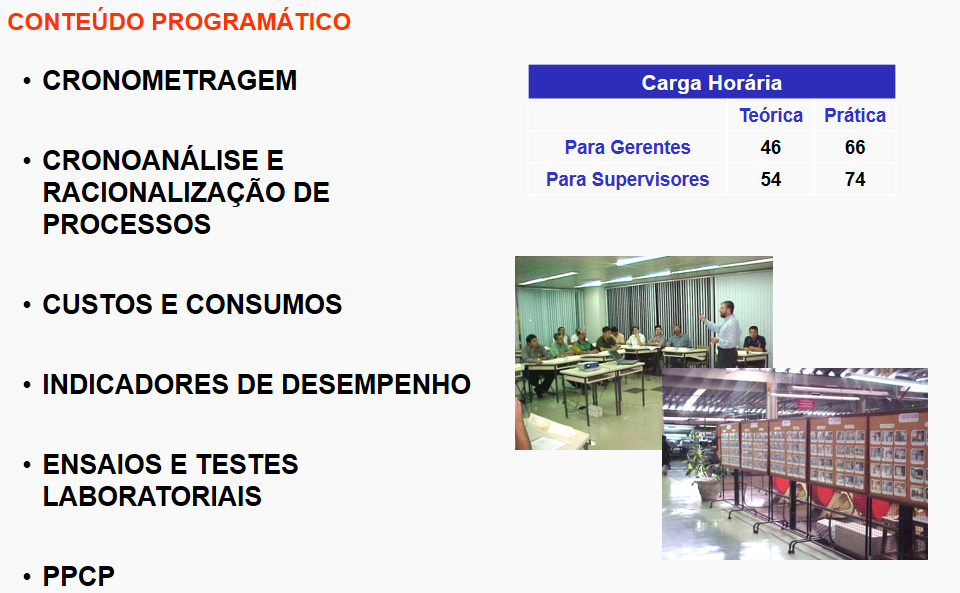 CONTEÚDO PROGRAMÁTICO
• CRONOMETRAGEM
• CRONOANÁLISE E
RACIONALIZAÇÃO DE
PROCESSOS
• CUSTOS E CONSUMOS
• INDICADORES DE DESEMPENHO
• ENSAIOS E TESTES
LABORATORIAIS
• PPCP
Carga Horária
Teórica Prática
Para Gerentes 46 66
Para Supervisores 54 74